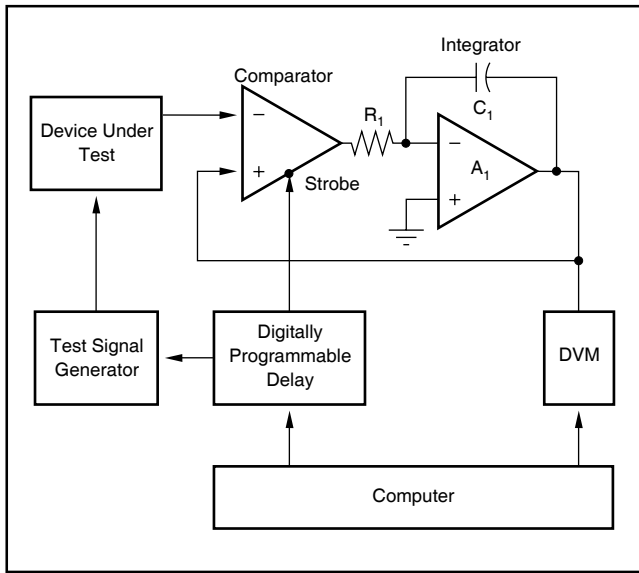 Integrator
Comparator
C1
R1
Device Under
Test
−
+
−
+
A1
Strobe
Test Signal
Generator
Digitally
Programmable
Delay
DVM
Computer